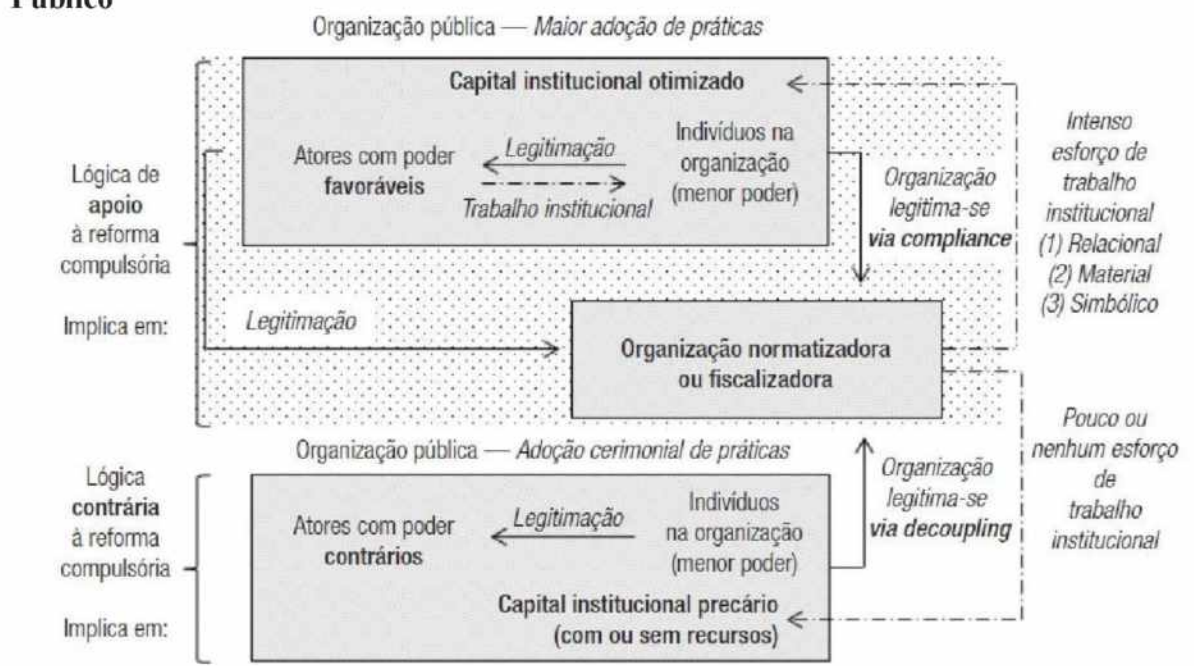 Público
Organização pública — Maior adoção de práticas
Capital institucional otimizado
Atores com poder
favoráveis
Legitimação
Trabalho institucional
Indivíduos na
organização
(menor poder)
Lógica de
apoio
à reforma
compulsória
Implica em:
Legitimação
Organização
legitima-se
via compliance
Intenso
esforço de
trabalho
institucional
(1) Relacional
(2) Material
(3) Simbólico
Organização normatizadora
ou fiscalizadora
Organização pública — Adoção cerimonial de práticas
Lógica
contrária
à reforma
compulsória
Implica em:
Atores com poder
contrários
Legitimação
Indivíduos
na organização
(menor poder)
Capital institucional precário
(com ou sem recursos)
Organização
legitima-se
via decoupling
Pouco ou
nenhum esforço
de
trabalho
institucional